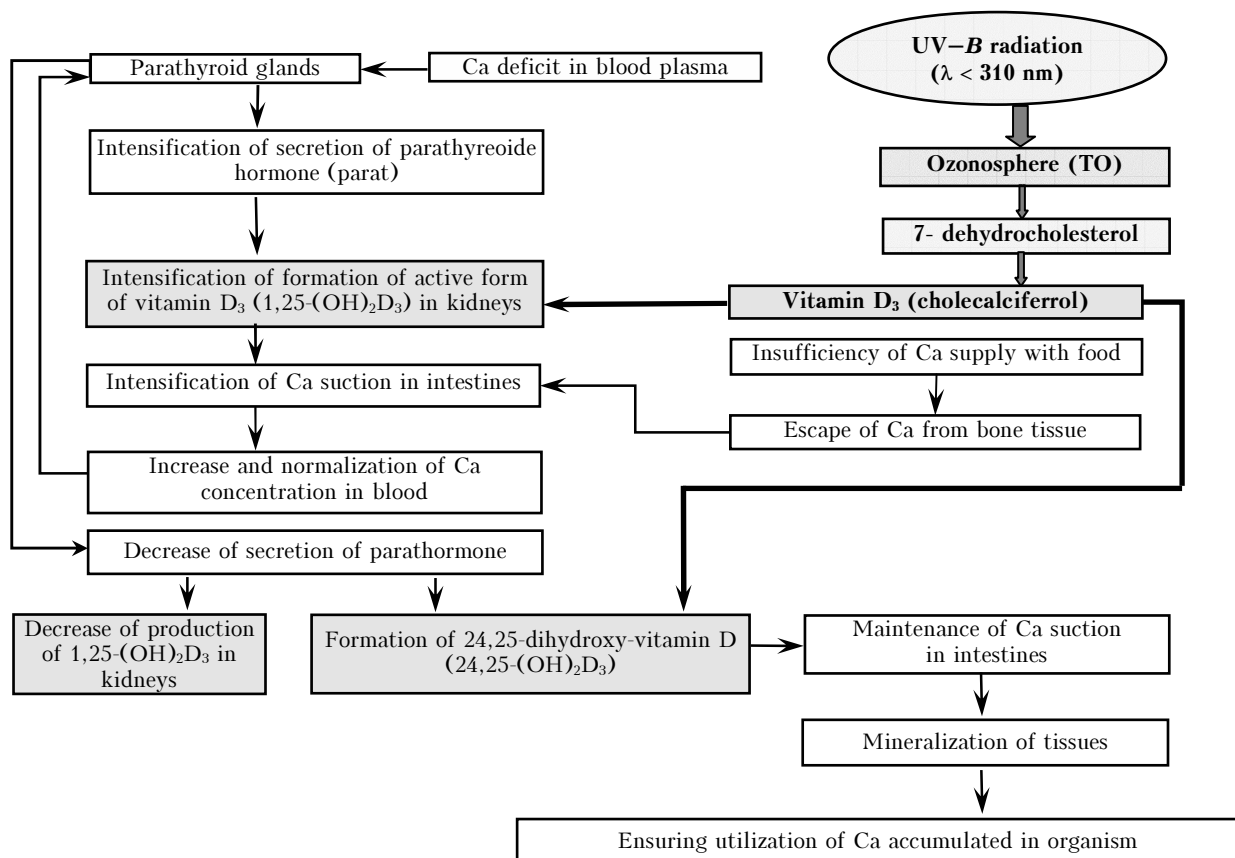 Parathyroid glands
Ca deficit in blood plasma
UV–B radiation
(λ < 310 nm)
Intensification of secretion of parathyreoide
hormone (parat)
Ozonosphere (TO)
7- dehydrocholesterol
Intensification of formation of active form
of vitamin D₃ (1,25-(OH)₂D₃) in kidneys
Vitamin D₃ (cholecalciferrol)
Insufficiency of Ca supply with food
Intensification of Ca suction in intestines
Escape of Ca from bone tissue
Increase and normalization of Ca
concentration in blood
Decrease of secretion of parathormone
Decrease of production
of 1,25-(OH)₂D₃ in
kidneys
Formation of 24,25-dihydroxy-vitamin D
(24,25-(OH)₂D₃)
Maintenance of Ca suction
in intestines
Mineralization of tissues
Ensuring utilization of Ca accumulated in organism